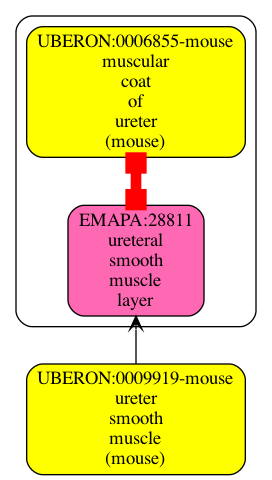 UBERON:0006855-mouse
muscular
coat
of
ureter
(mouse)
EMAPA:28811
ureteral
smooth
muscle
layer
UBERON:0009919-mouse
ureter
smooth
muscle
(mouse)